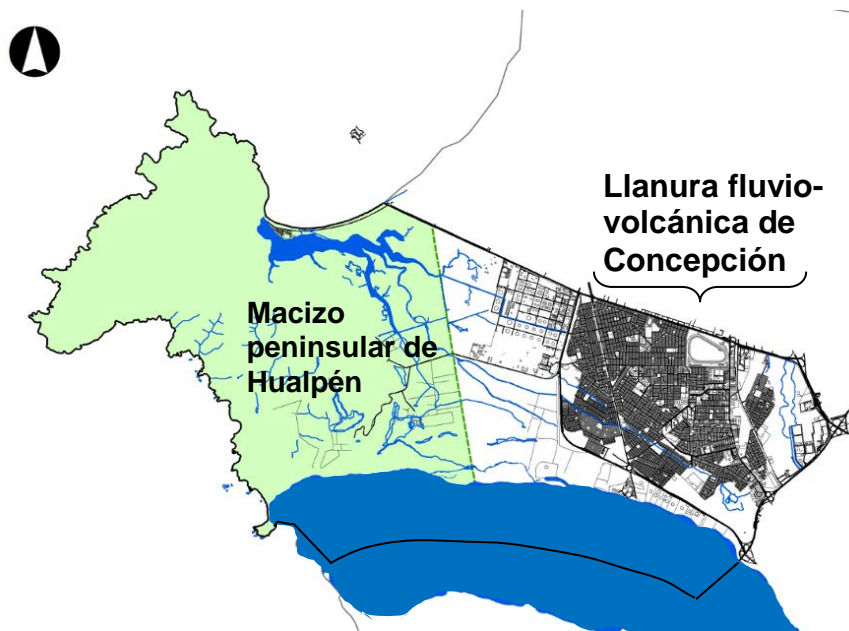 Llanura fluvio-
volcánica de
Concepción
Macizo
peninsular de
Hualpén